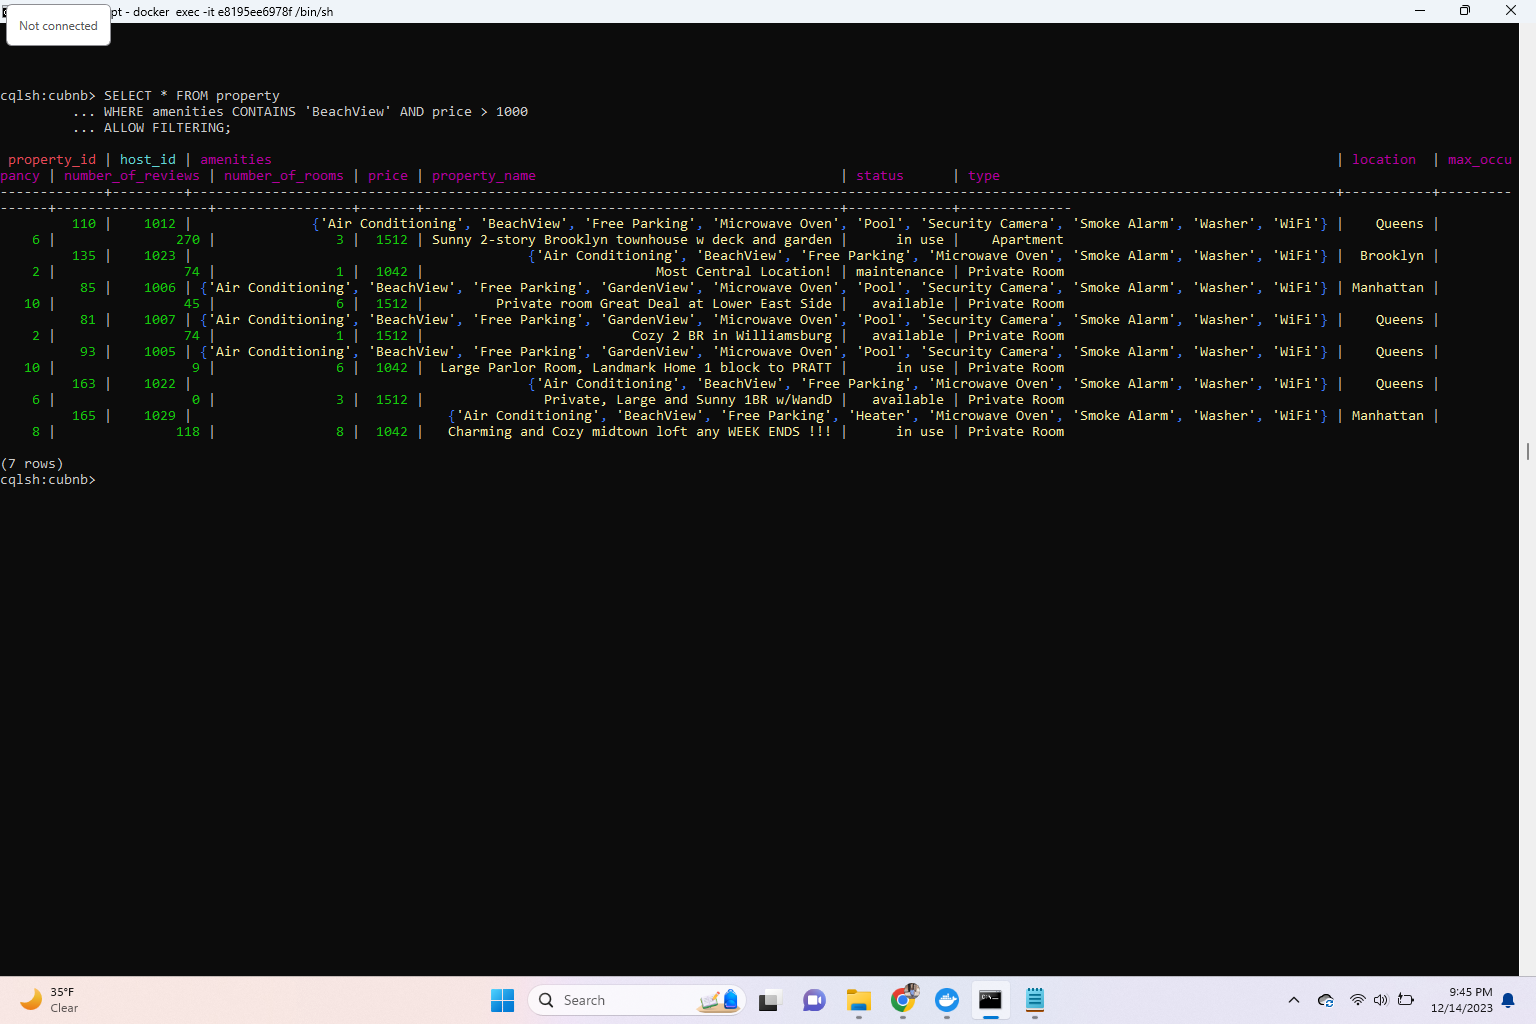 Not connected
pt - docker  exec -it e8195ee6978f /bin/sh
cqlsh:cubnb> SELECT * FROM property
         ... WHERE amenities CONTAINS 'BeachView' AND price > 1000
         ... ALLOW FILTERING;
 property_id | host_id | amenities | location  | max_occu
pancy | number_of_reviews | number_of_rooms | price | property_name | status      | type
110 | 1012 | {'Air Conditioning', 'BeachView', 'Free Parking', 'Microwave Oven', 'Pool', 'Security Camera', 'Smoke Alarm', 'Washer', 'WiFi'} | Queens |
6 | 270 | 3 | 1512 | Sunny 2-story Brooklyn townhouse w deck and garden | in use | Apartment
135 | 1023 | {'Air Conditioning', 'BeachView', 'Free Parking', 'Microwave Oven', 'Smoke Alarm', 'Washer', 'WiFi'} | Brooklyn |
2 | 74 | 1 | 1042 | Most Central Location! | maintenance | Private Room
85 | 1006 | {'Air Conditioning', 'BeachView', 'Free Parking', 'GardenView', 'Microwave Oven', 'Pool', 'Security Camera', 'Smoke Alarm', 'Washer', 'WiFi'} | Manhattan |
10 | 45 | 6 | 1512 | Private room Great Deal at Lower East Side | available | Private Room
81 | 1007 | {'Air Conditioning', 'BeachView', 'Free Parking', 'GardenView', 'Microwave Oven', 'Pool', 'Security Camera', 'Smoke Alarm', 'Washer', 'WiFi'} | Queens |
2 | 74 | 1 | 1512 | Cozy 2 BR in Williamsburg | available | Private Room
93 | 1005 | {'Air Conditioning', 'BeachView', 'Free Parking', 'GardenView', 'Microwave Oven', 'Pool', 'Security Camera', 'Smoke Alarm', 'Washer', 'WiFi'} | Queens |
10 | 9 | 6 | 1042 | Large Parlor Room, Landmark Home 1 block to PRATT | in use | Private Room
163 | 1022 | {'Air Conditioning', 'BeachView', 'Free Parking', 'Microwave Oven', 'Smoke Alarm', 'Washer', 'WiFi'} | Queens |
6 | 0 | 3 | 1512 | Private, Large and Sunny 1BR w/WandD | available | Private Room
165 | 1029 | {'Air Conditioning', 'BeachView', 'Free Parking', 'Heater', 'Microwave Oven', 'Smoke Alarm', 'Washer', 'WiFi'} | Manhattan |
8 | 118 | 8 | 1042 | Charming and Cozy midtown loft any WEEK ENDS !!! | in use | Private Room
(7 rows)
cqlsh:cubnb>
35°F
Clear
Search
9:45 PM
12/14/2023